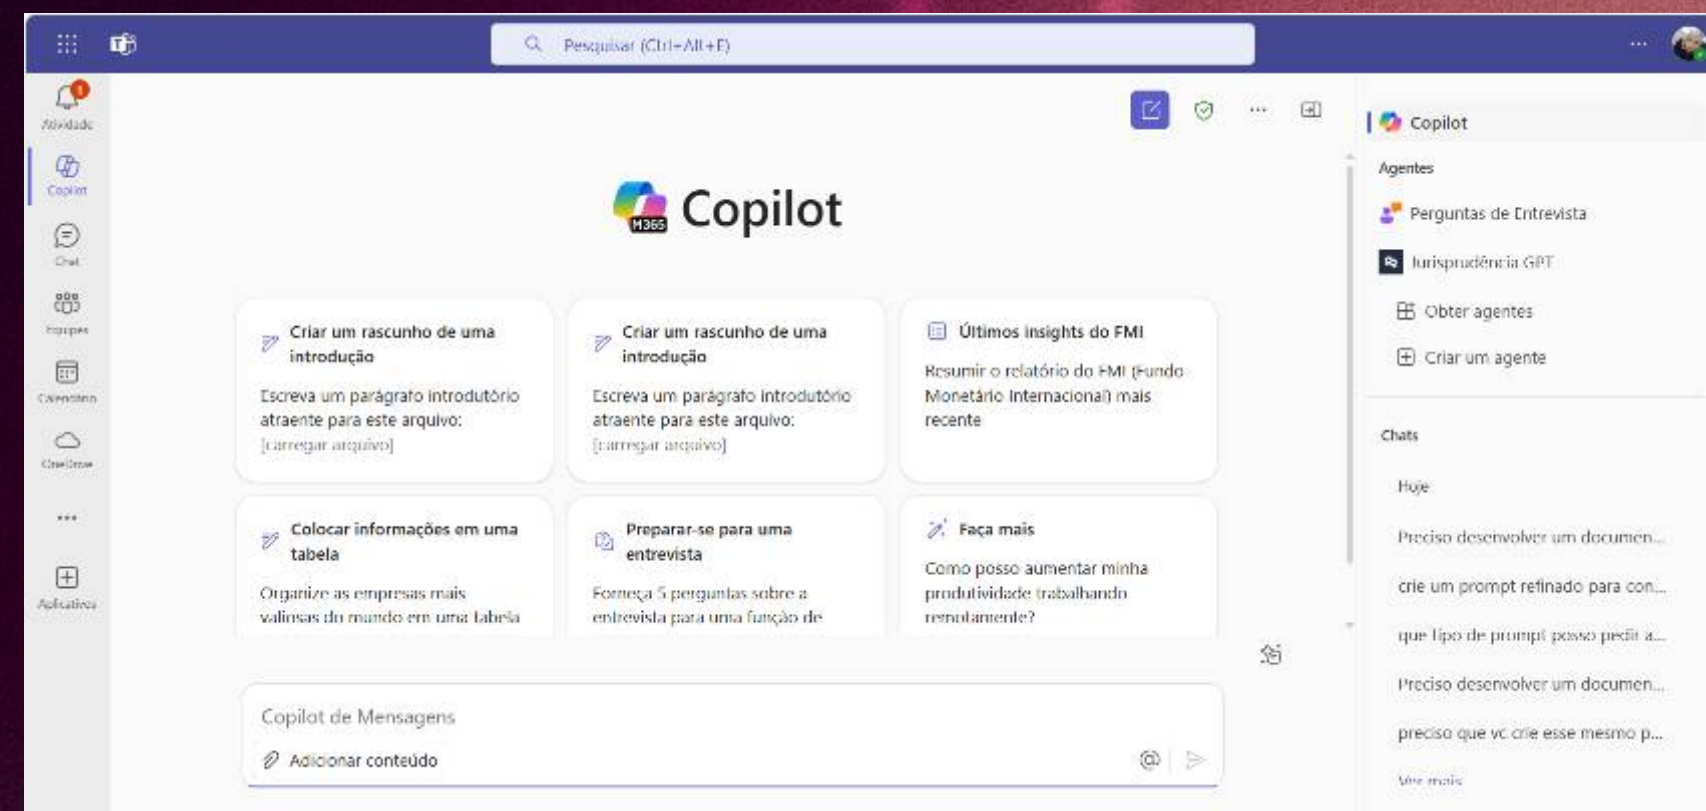 Pesquisar (Ctrl+Alt+E)
1
Atividade
Copilot
Chat
Equipes
Calendário
OneDrive
Aplicativos
M365
Copilot
Criar um rascunho de uma
introdução
Escreva um parágrafo introdutório
atraente para este arquivo:
[carregar arquivo]
Criar um rascunho de uma
introdução
Escreva um parágrafo introdutório
atraente para este arquivo:
[carregar arquivo]
Últimos insights do FMI
Resumir o relatório do FMI (Fundo
Monetário Internacional) mais
recente
Colocar informações em uma
tabela
Organize as empresas mais
valiosas do mundo em uma tabela
Preparar-se para uma
entrevista
Forneça 5 perguntas sobre a
entrevista para uma função de
Faça mais
Como posso aumentar minha
produtividade trabalhando
remotamente?
Copilot de Mensagens
Adicionar conteúdo
Copilot
Agentes
Perguntas de Entrevista
Jurisprudência GPT
Obter agentes
Criar um agente
Chats
Hoje
Preciso desenvolver um documen...
crie um prompt refinado para con...
que tipo de prompt posso pedir a...
Preciso desenvolver um documen...
preciso que vc crie esse mesmo p...
Ver mais